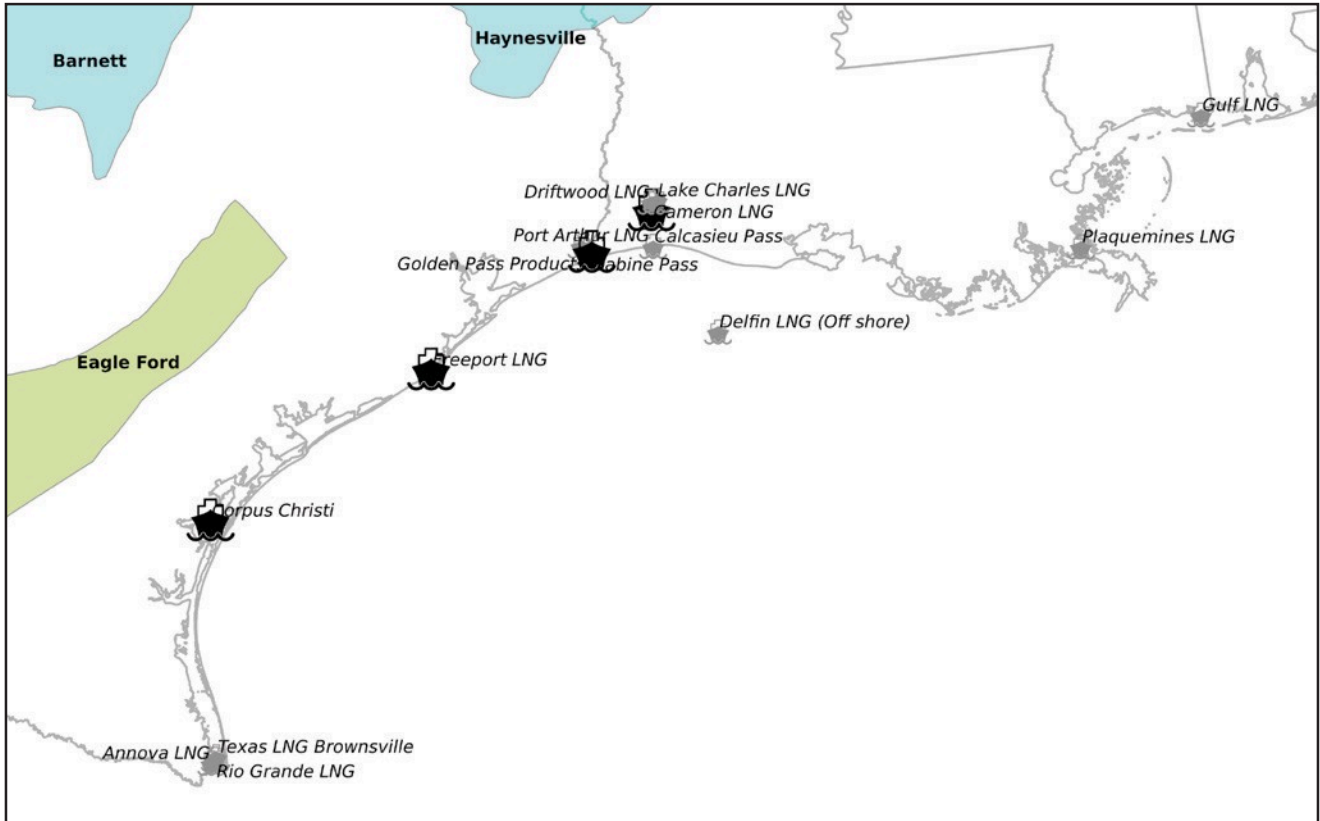 Haynesville
Barnett
Gulf LNG
Driftwood LNG
Lake Charles LNG
Cameron LNG
Port Arthur LNG
Calcasieu Pass
Plaquemines LNG
Golden Pass Products
Sabine Pass
Delfin LNG (Off shore)
Eagle Ford
Freeport LNG
Corpus Christi
Texas LNG Brownsville
Annova LNG
Rio Grande LNG